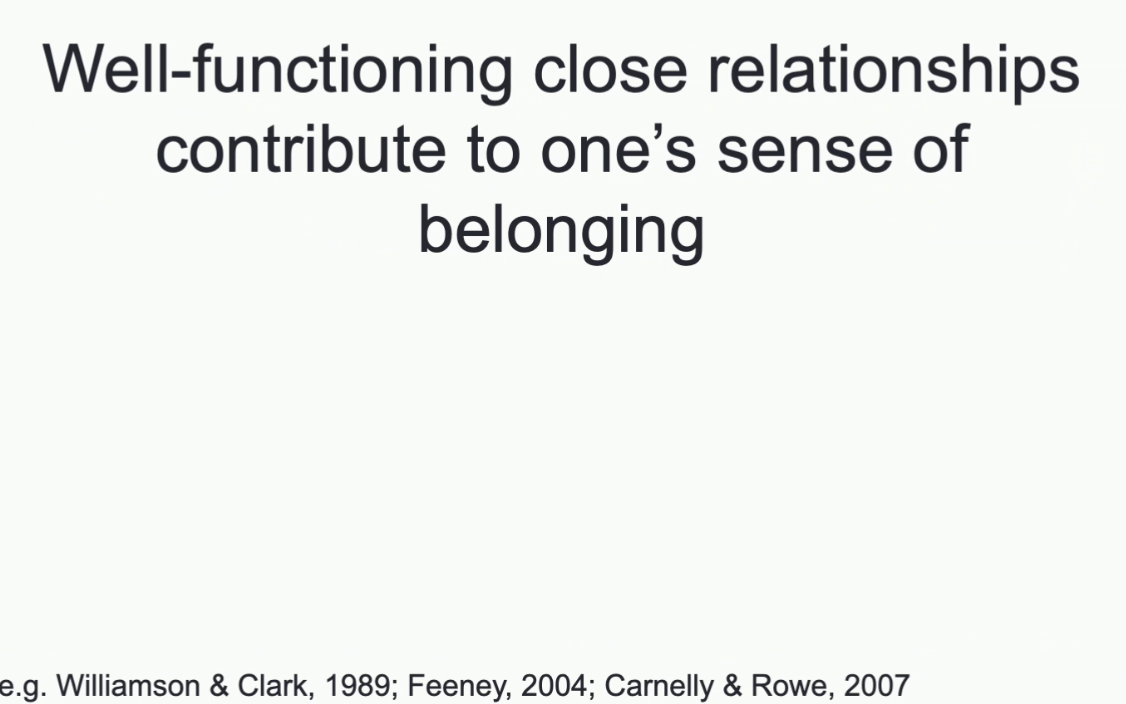 Well-functioning close relationships
contribute to one’s sense of
belonging
e.g. Williamson & Clark, 1989; Feeney, 2004; Carnelly & Rowe, 2007